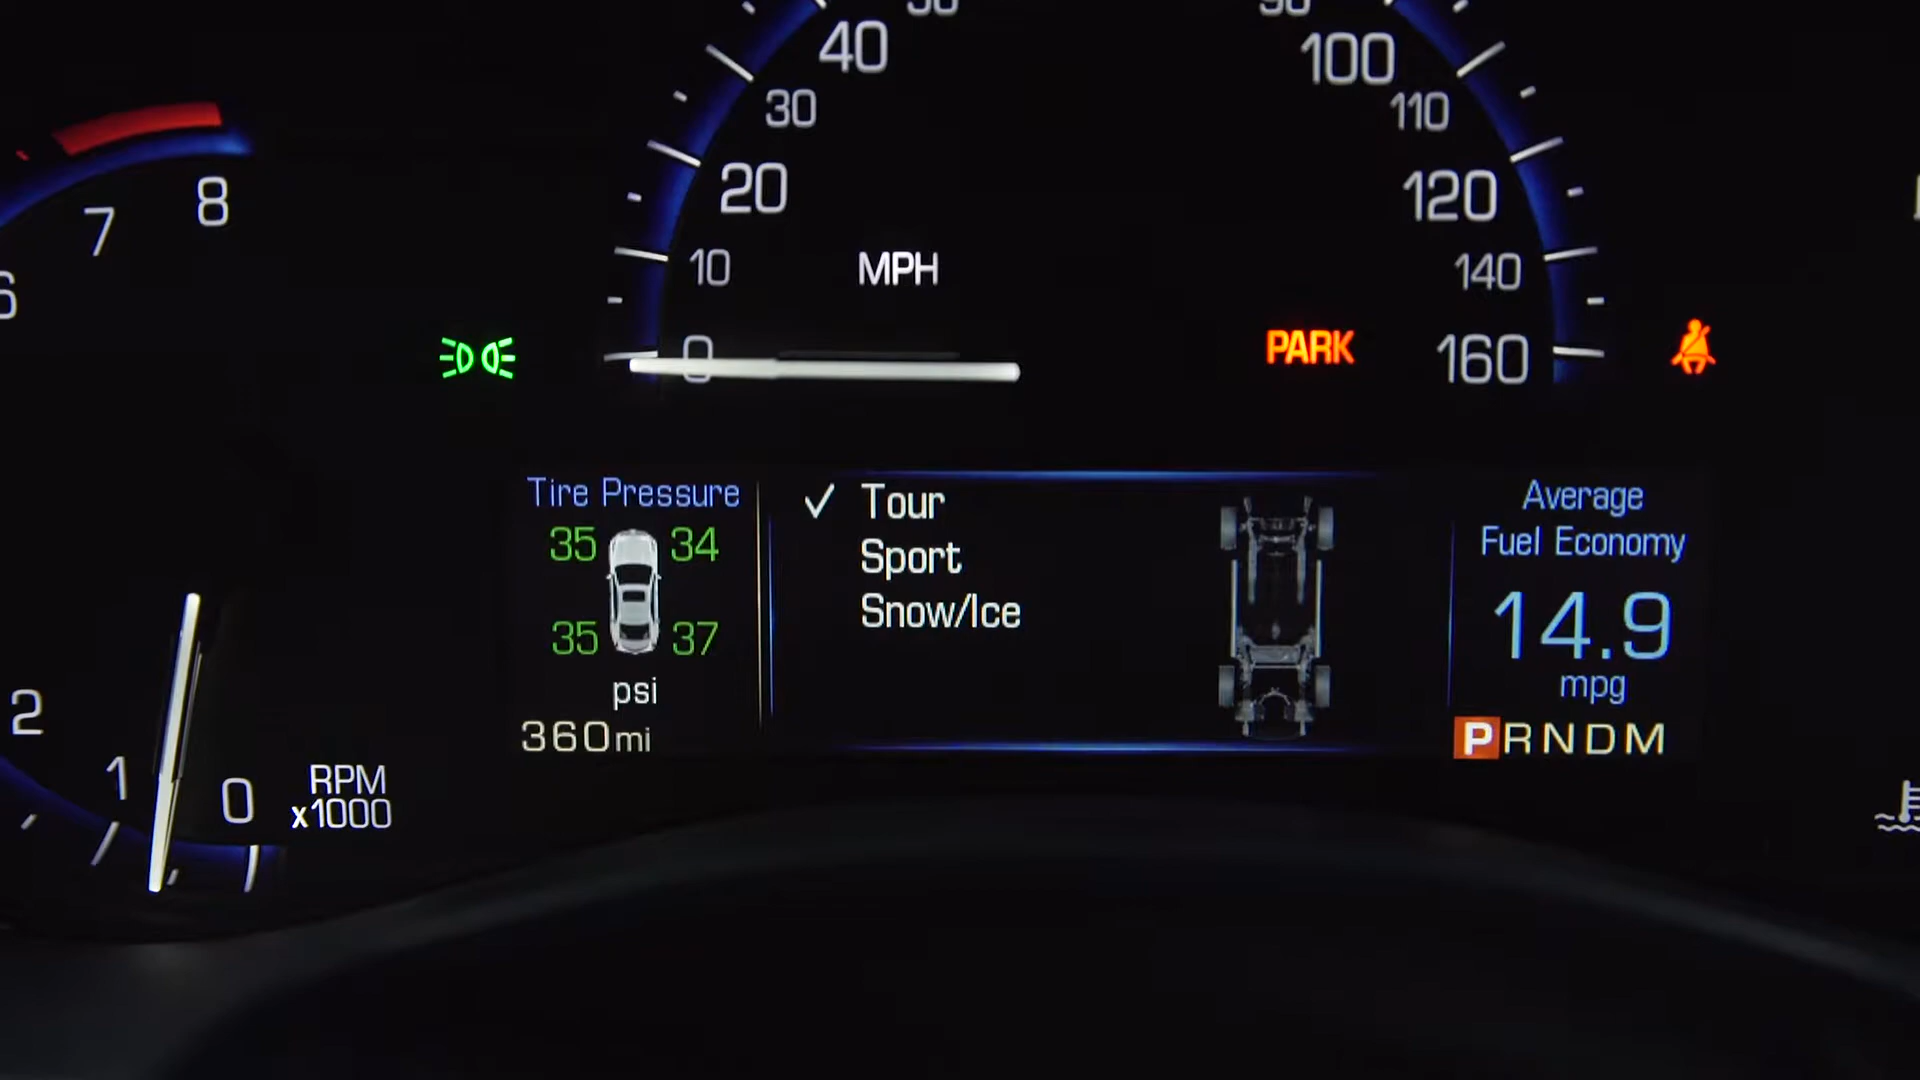 40
30
20
10
0
MPH
100
110
120
140
160
PARK
6
7
8
2
1
0
RPM
x1000
Tire Pressure
35 34
35 37
psi
360mi
✓ Tour
Sport
Snow/Ice
Average
Fuel Economy
14.9
mpg
PRNDM